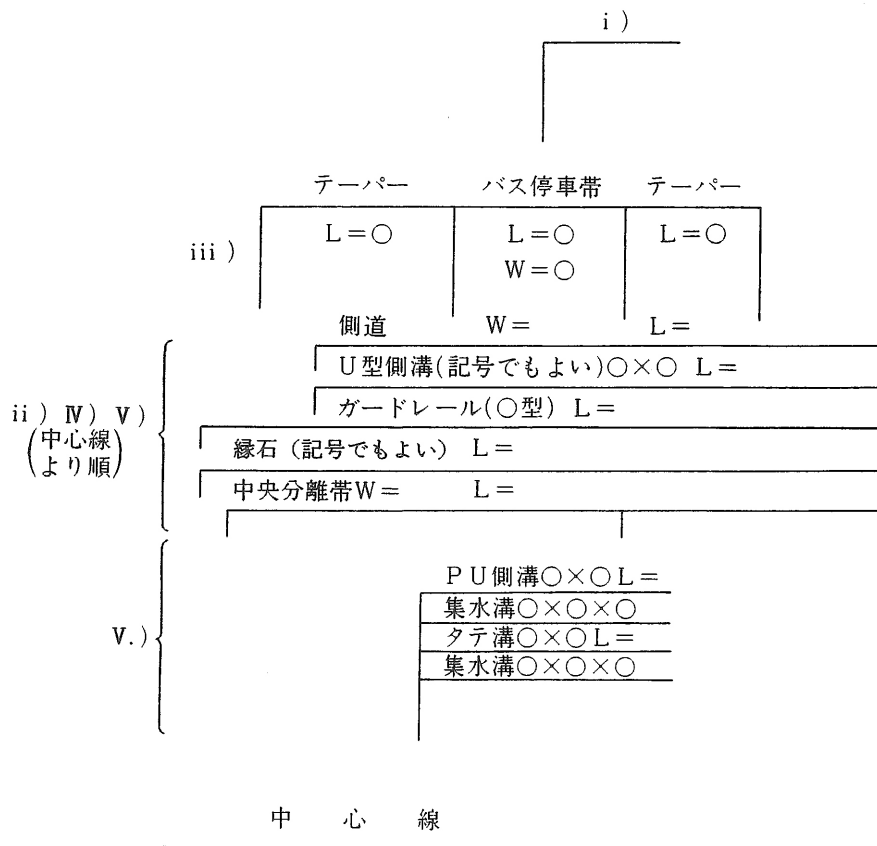 i )
テーパー バス停車帯 テーパー
L=○ L=○ L=○
iii ) W=○
側道 W= L=
U型側溝(記号でもよい)○×○ L=
ii ) Ⅳ) Ⅴ) ガードレール(○型) L=
(中心線より順) 縁石(記号でもよい) L=
中央分離帯W= L=
PU側溝○×○L=
集水溝○×○×○
Ⅴ.) タテ溝○×○L=
集水溝○×○×○
中心線